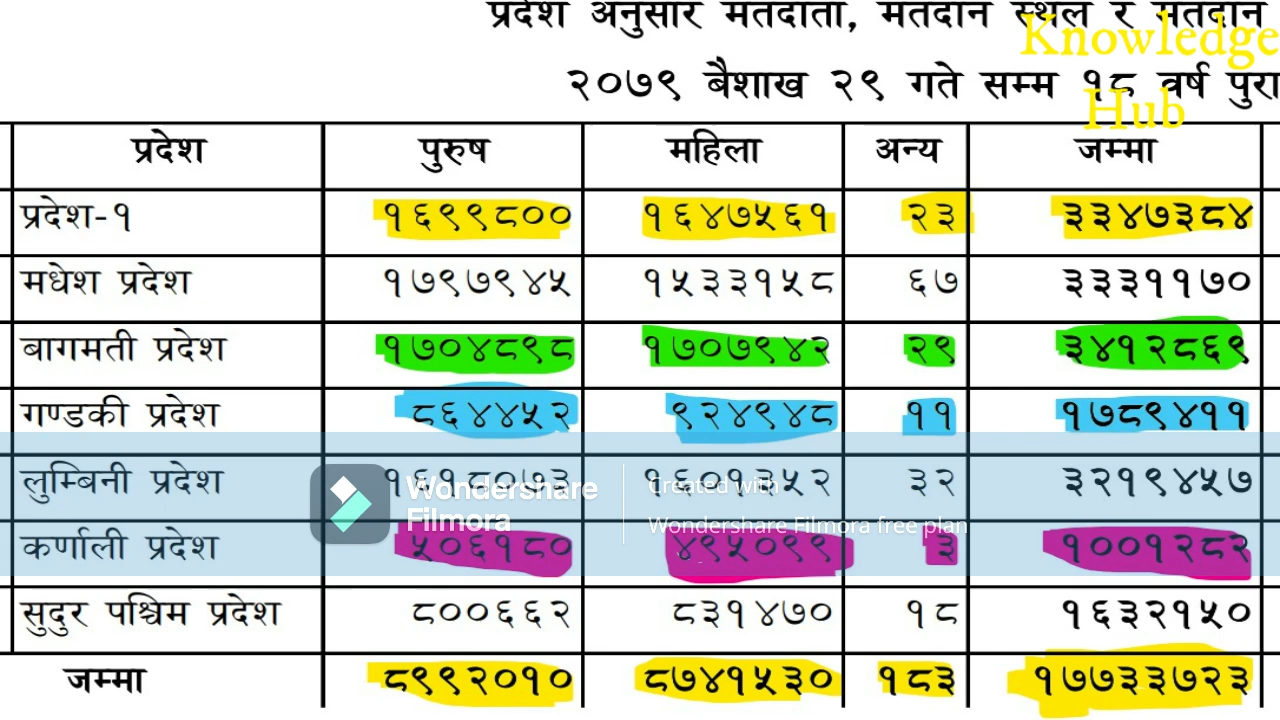 प्रदेश अनुसार मतदाता, मतदान स्थल र मतदान
Knowledge
२०७९ बैशाख २९ गते सम्म १८ वर्ष पुरा
Hub
प्रदेश पुरुष महिला अन्य जम्मा
प्रदेश-१ १६९९८०० १६४७५६१ २३ ३३४७३८४
मधेश प्रदेश १७९७९४५ १५३३१५८ ६७ ३३३११७०
बागमती प्रदेश १७०४८९८ १७०७९४२ २९ ३४१२८६९
गण्डकी प्रदेश ८६४४५२ ९२४९४८ ११ १७८९४११
लुम्बिनी प्रदेश १६१८०७३ १६०१३५२ ३२ ३२१९४५७
Wondershare Filmora
Created with
Wondershare Filmora free plan
कर्णाली प्रदेश ५०६१८० ४९५०९९ ३ १००१२८२
सुदुर पश्चिम प्रदेश ८००६६२ ८३१४७० १८ १६३२१५०
जम्मा ८९९२०१० ८७४१५३० १८३ १७७३३७२३